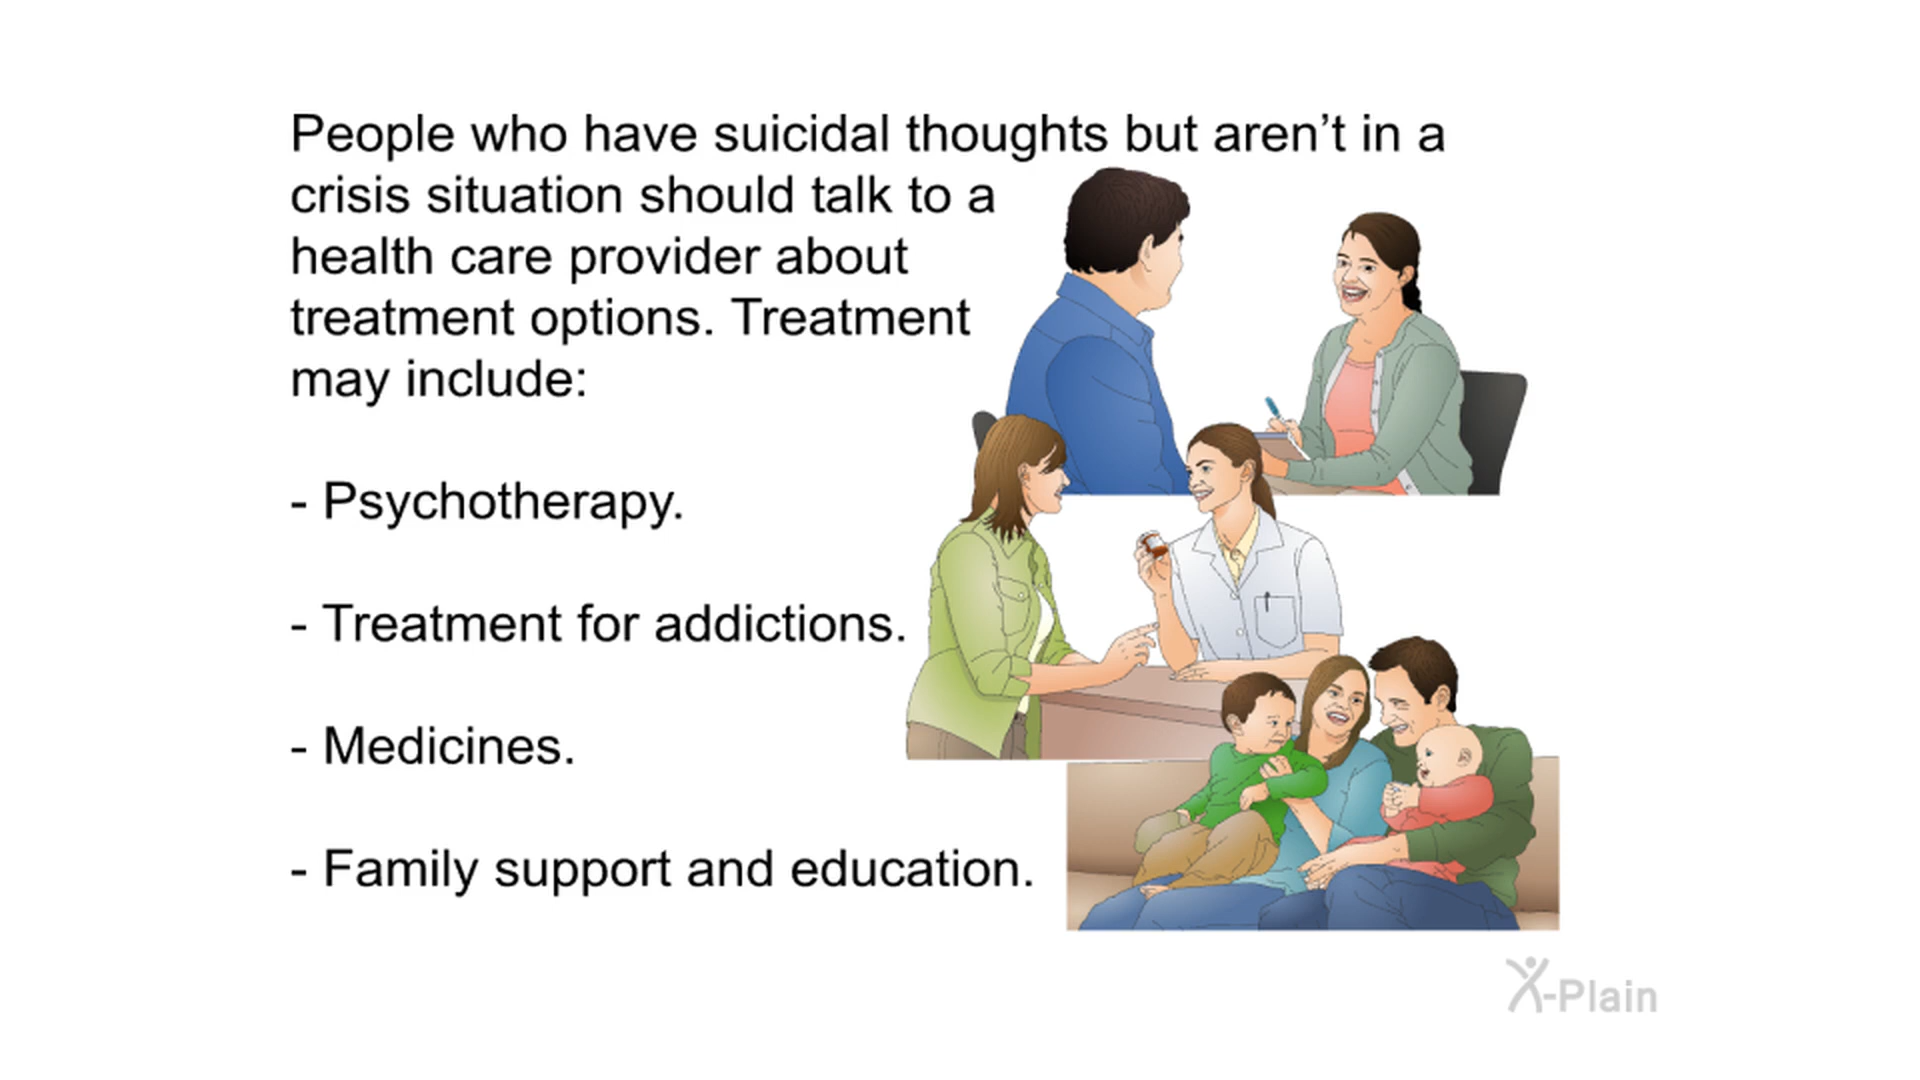 People who have suicidal thoughts but aren’t in a
crisis situation should talk to a
health care provider about
treatment options. Treatment
may include:
- Psychotherapy.
- Treatment for addictions.
- Medicines.
- Family support and education.
X-Plain